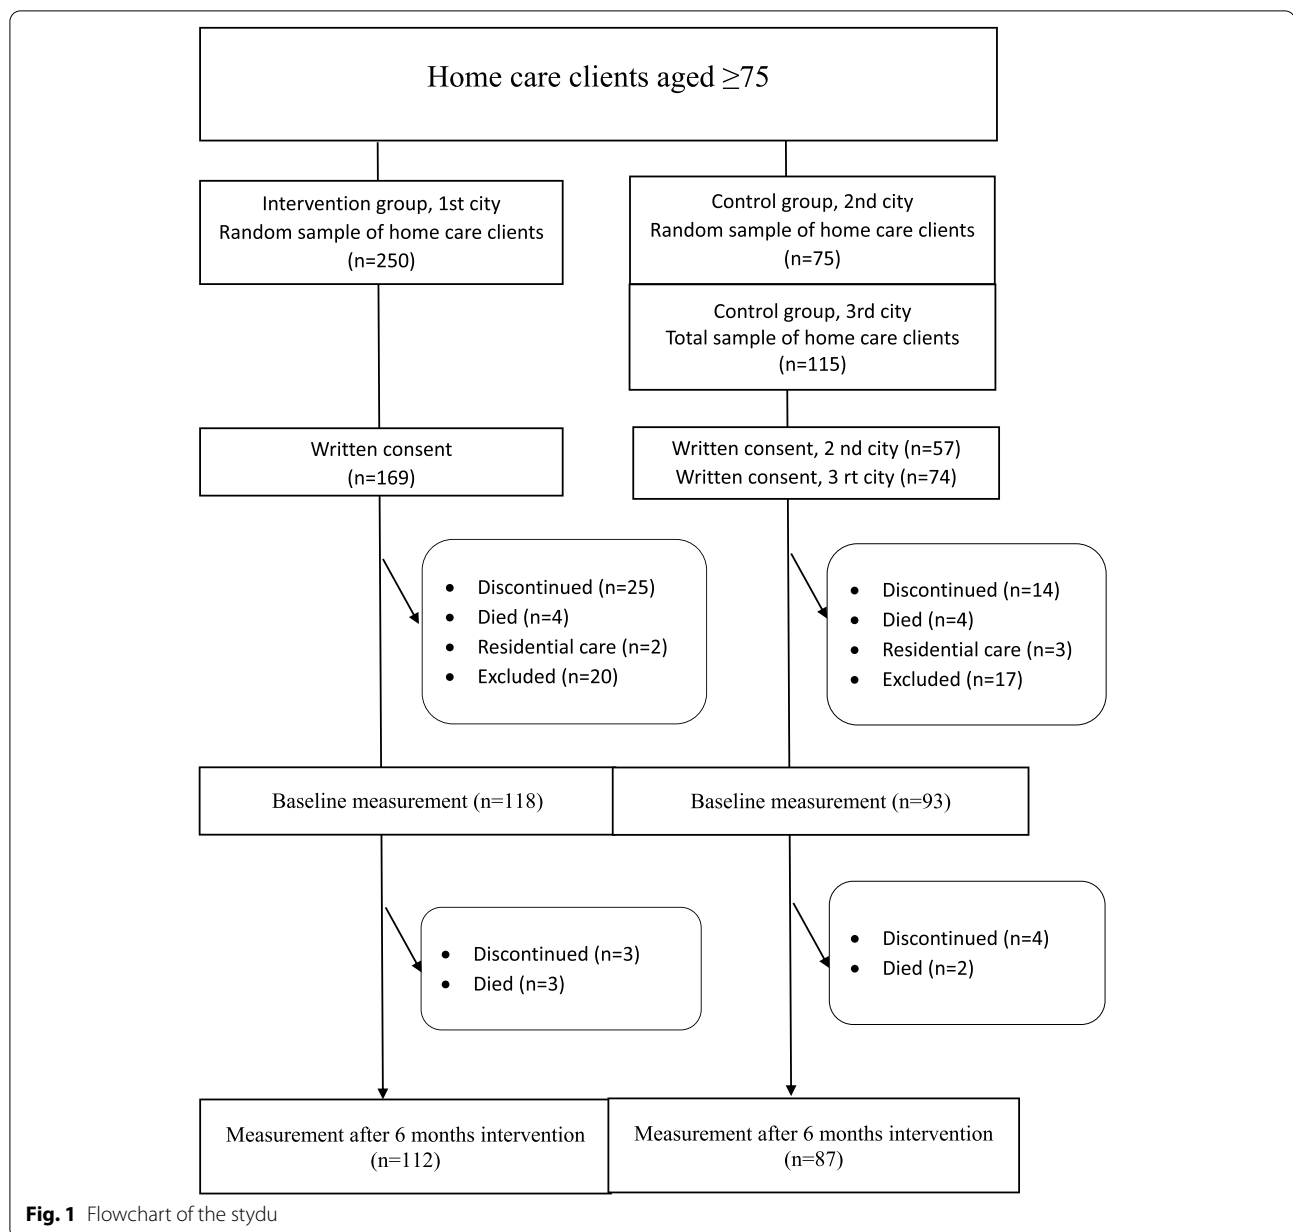 Home care clients aged ≥75
Intervention group, 1st city
Random sample of home care clients
(n=250)
Control group, 2nd city
Random sample of home care clients
(n=75)
Control group, 3rd city
Total sample of home care clients
(n=115)
Written consent
(n=169)
Written consent, 2 nd city (n=57)
Written consent, 3 rt city (n=74)
• Discontinued (n=25)
• Died (n=4)
• Residential care (n=2)
• Excluded (n=20)
• Discontinued (n=14)
• Died (n=4)
• Residential care (n=3)
• Excluded (n=17)
Baseline measurement (n=118)
Baseline measurement (n=93)
• Discontinued (n=3)
• Died (n=3)
• Discontinued (n=4)
• Died (n=2)
Measurement after 6 months intervention
(n=112)
Measurement after 6 months intervention
(n=87)
Fig. 1 Flowchart of the stydu